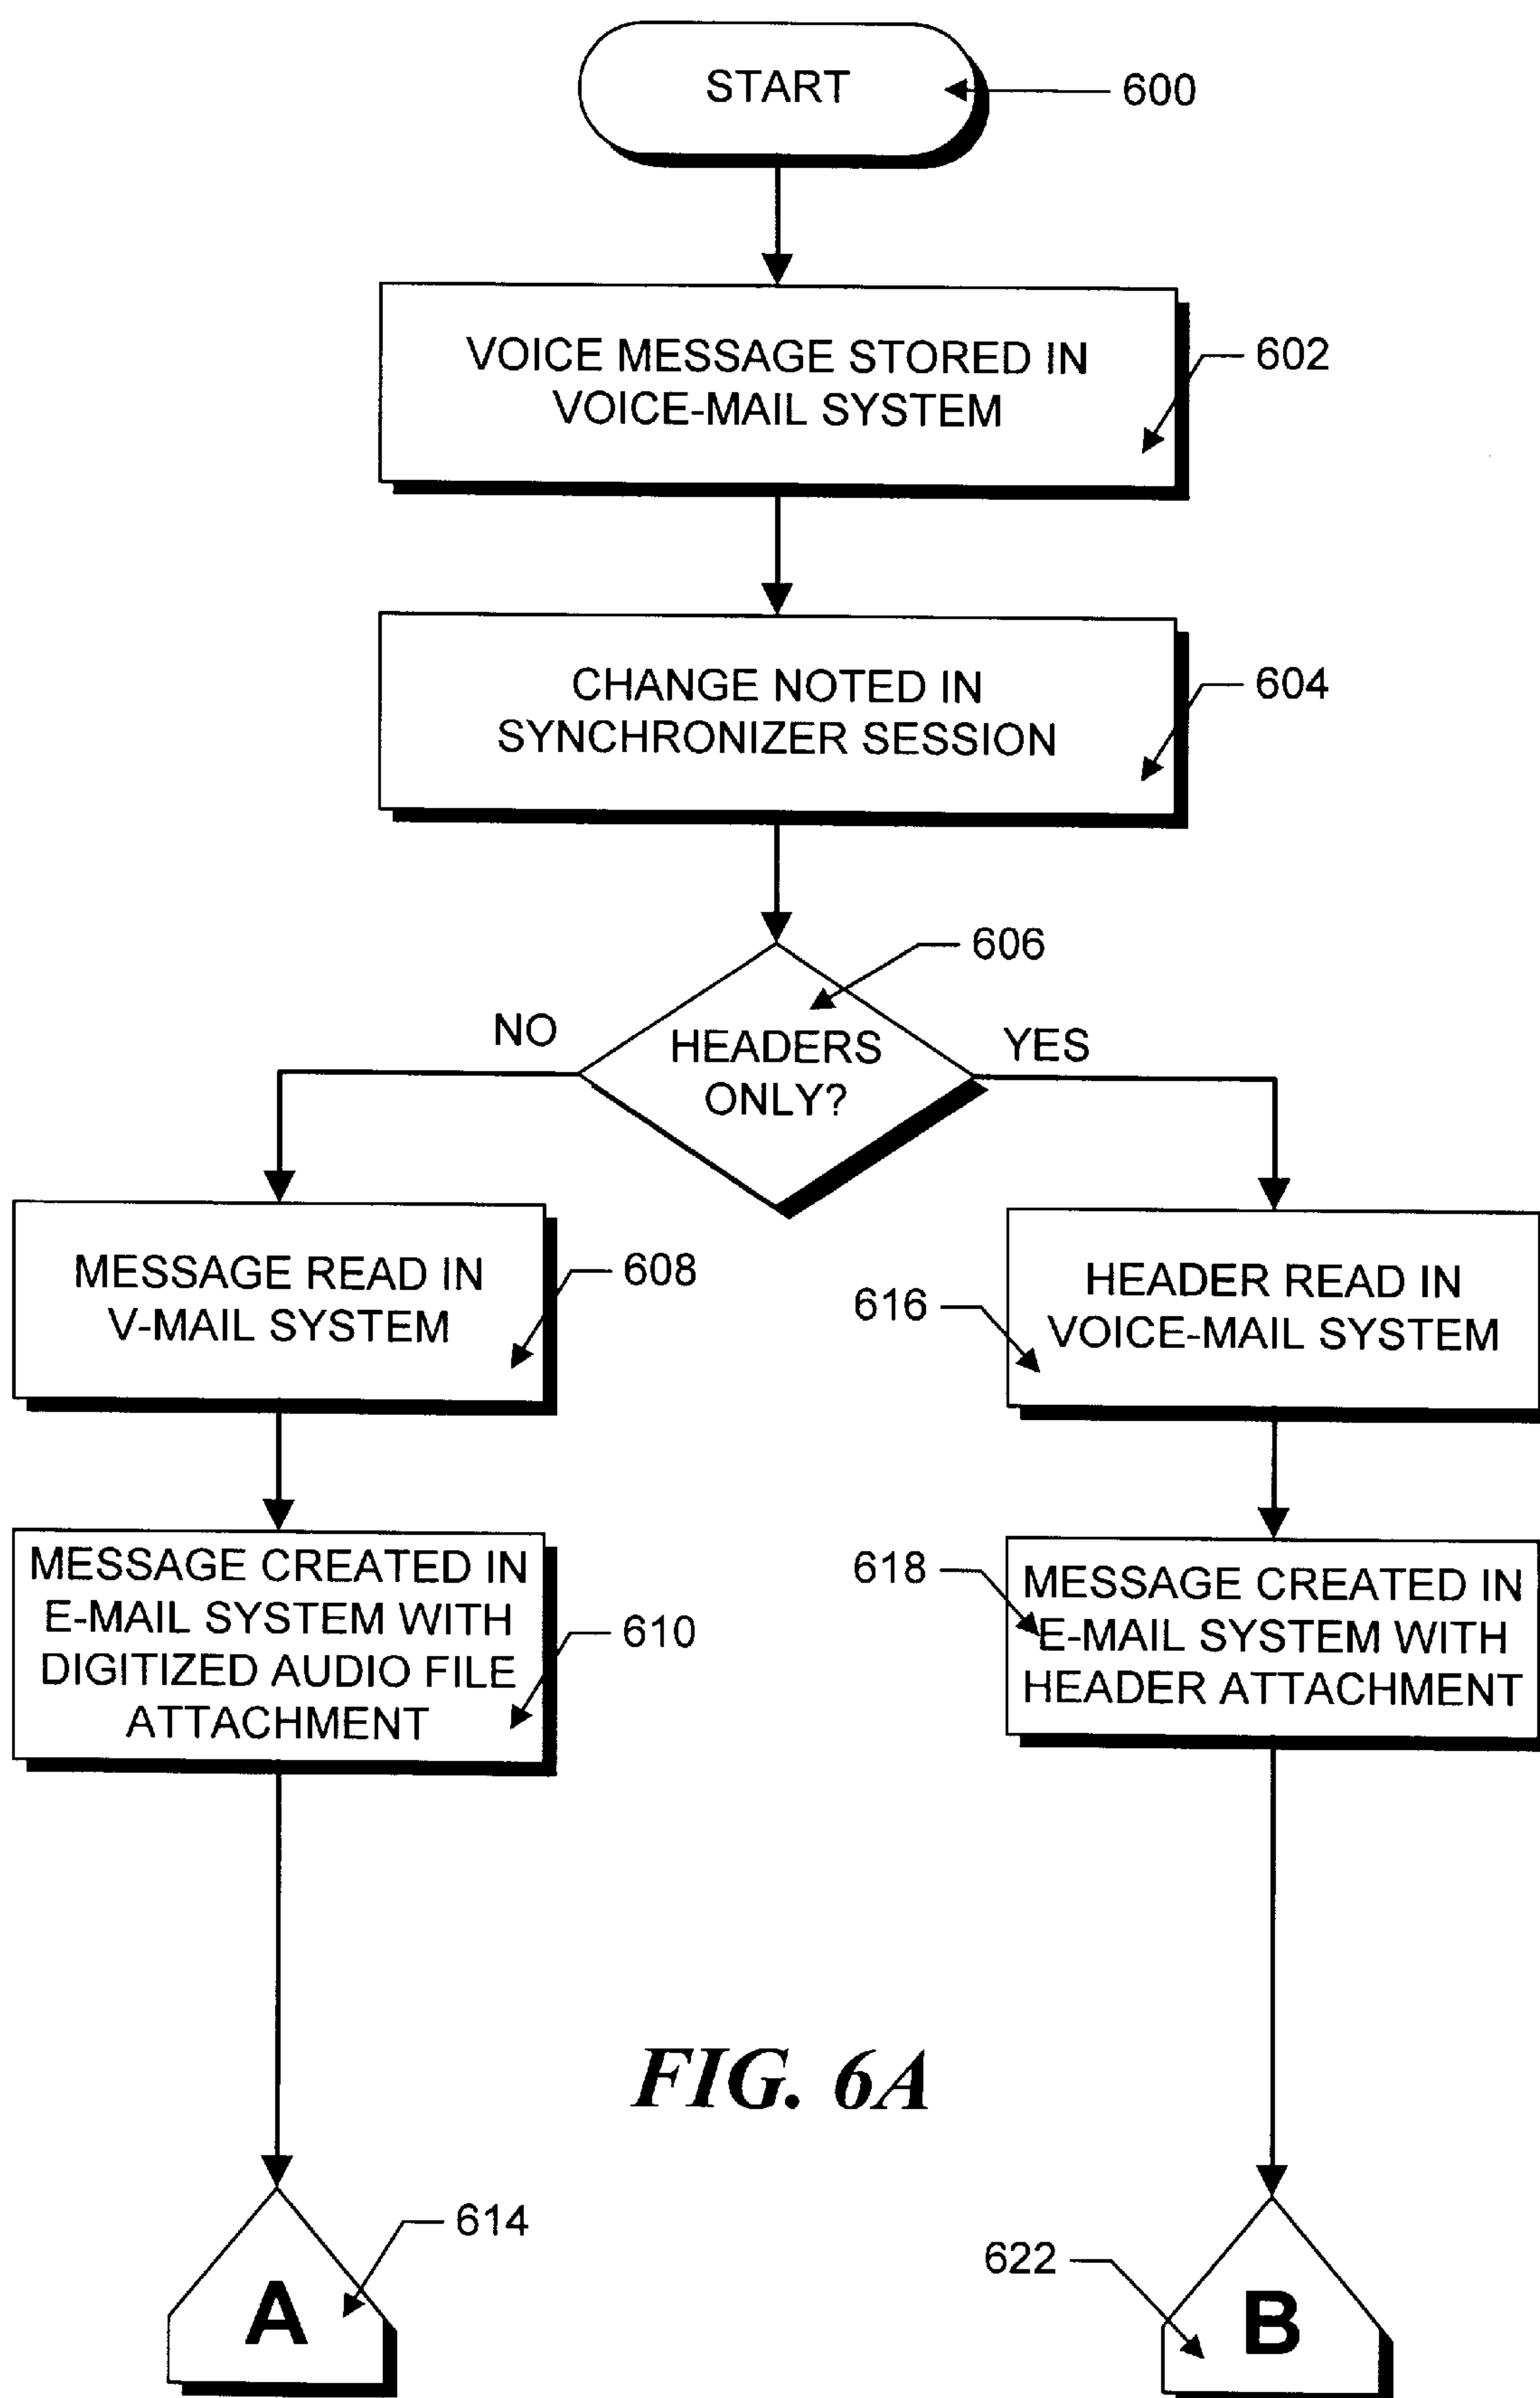 START
600
VOICE MESSAGE STORED IN
VOICE-MAIL SYSTEM
602
CHANGE NOTED IN
SYNCHRONIZER SESSION
604
606
NO
HEADERS
ONLY?
YES
MESSAGE READ IN
V-MAIL SYSTEM
608
616
HEADER READ IN
VOICE-MAIL SYSTEM
MESSAGE CREATED IN
E-MAIL SYSTEM WITH
DIGITIZED AUDIO FILE
ATTACHMENT
610
618
MESSAGE CREATED IN
E-MAIL SYSTEM WITH
HEADER ATTACHMENT
FIG. 6A
A
614
622
B